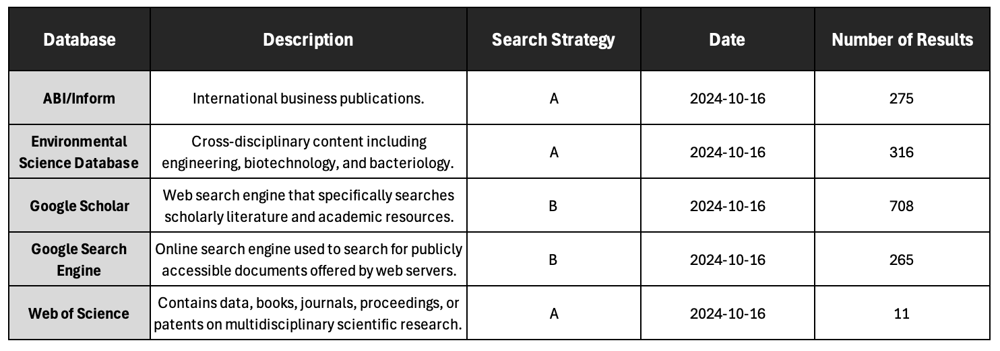 Database Description Search Strategy Date Number of Results
ABI/Inform International business publications. A 2024-10-16 275
Environmental Science Database Cross-disciplinary content including engineering, biotechnology, and bacteriology. A 2024-10-16 316
Google Scholar Web search engine that specifically searches scholarly literature and academic resources. B 2024-10-16 708
Google Search Engine Online search engine used to search for publicly accessible documents offered by web servers. B 2024-10-16 265
Web of Science Contains data, books, journals, proceedings, or patents on multidisciplinary scientific research. A 2024-10-16 11